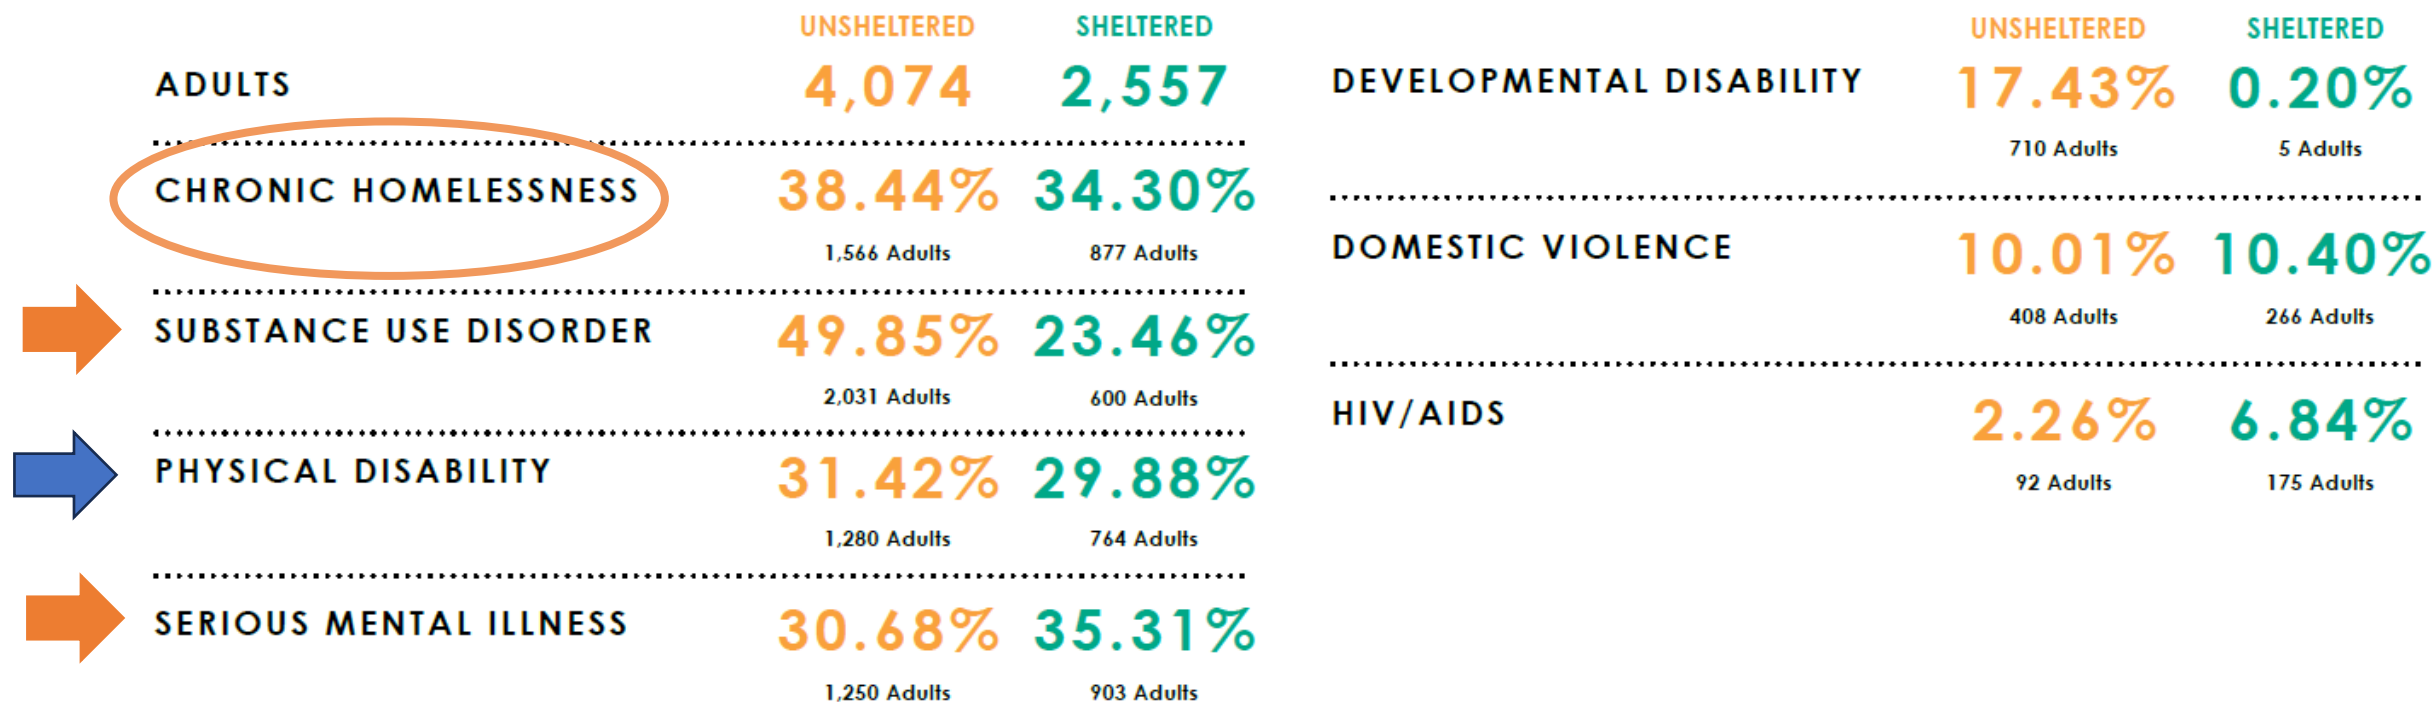 UNSHELTERED SHELTERED
ADULTS 4,074 2,557
CHRONIC HOMELESSNESS 38.44% 34.30%
1,566 Adults 877 Adults
SUBSTANCE USE DISORDER 49.85% 23.46%
2,031 Adults 600 Adults
PHYSICAL DISABILITY 31.42% 29.88%
1,280 Adults 764 Adults
SERIOUS MENTAL ILLNESS 30.68% 35.31%
1,250 Adults 903 Adults
UNSHELTERED SHELTERED
DEVELOPMENTAL DISABILITY 17.43% 0.20%
710 Adults 5 Adults
DOMESTIC VIOLENCE 10.01% 10.40%
408 Adults 266 Adults
HIV/AIDS 2.26% 6.84%
92 Adults 175 Adults